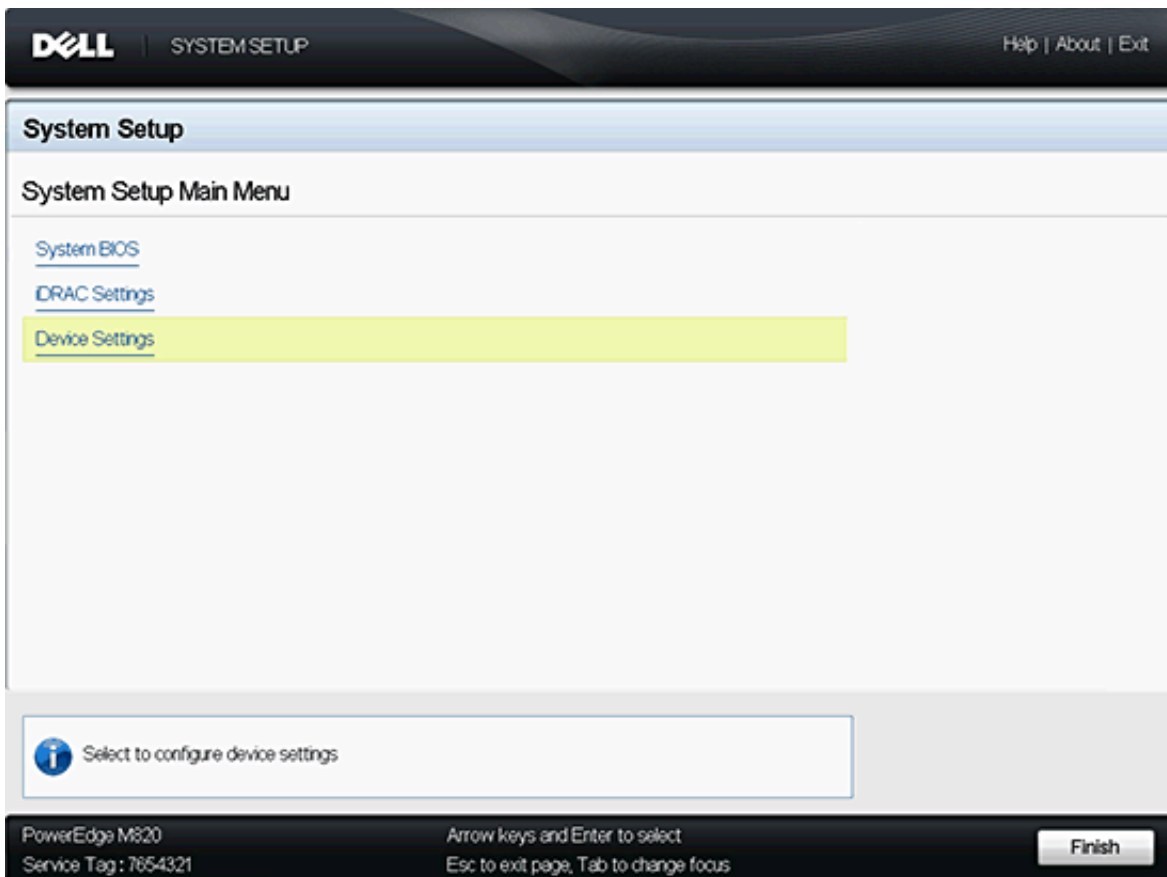 DELL SYSTEM SETUP Help | About | Exit
System Setup
System Setup Main Menu
System BIOS
iDRAC Settings
Device Settings
Select to configure device settings
PowerEdge M820 Arrow keys and Enter to select
Service Tag : 7654321 Esc to exit page, Tab to change focus
Finish